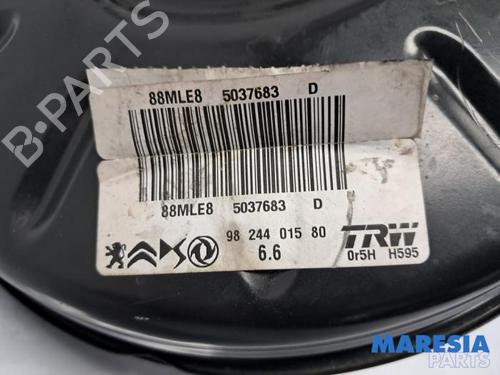 88MLE8 5037683 D
88MLE8 5037683 D
98 244 015 80
6.6
TRW
0r5H H595
B-PARTS
MARESIA
PARTS